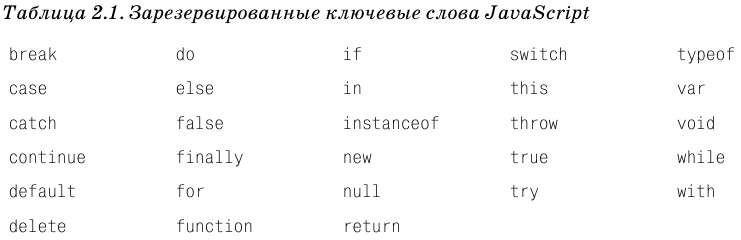 Таблица 2.1. Зарезервированные ключевые слова JavaScript
break do if switch typeof
case else in this var
catch false instanceof throw void
continue finally new true while
default for null try with
delete function return